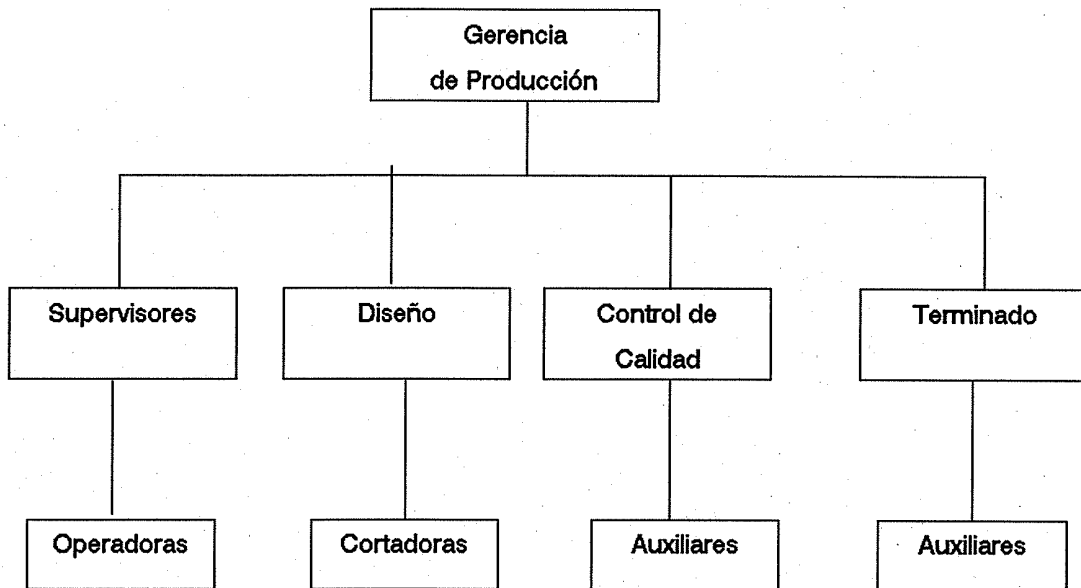 Gerencia
de Producción
Supervisores
Diseño
Control de
Calidad
Terminado
Operadoras
Cortadoras
Auxiliares
Auxiliares